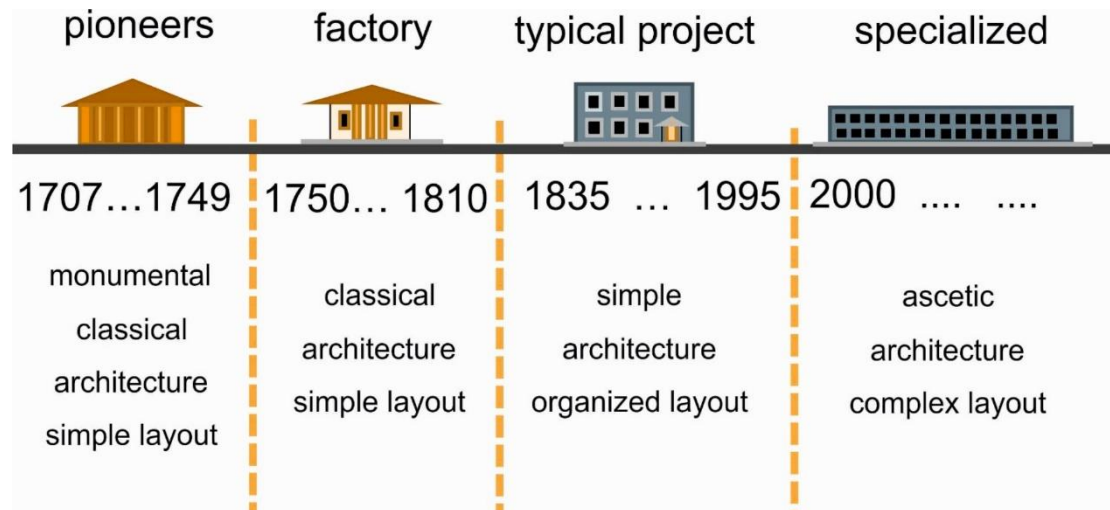 pioneers
factory
typical project
specialized
1707...1749
1750... 1810
1835 ... 1995
2000 .... ....
monumental
classical
architecture
simple layout
classical
architecture
simple layout
simple
architecture
organized layout
ascetic
architecture
complex layout